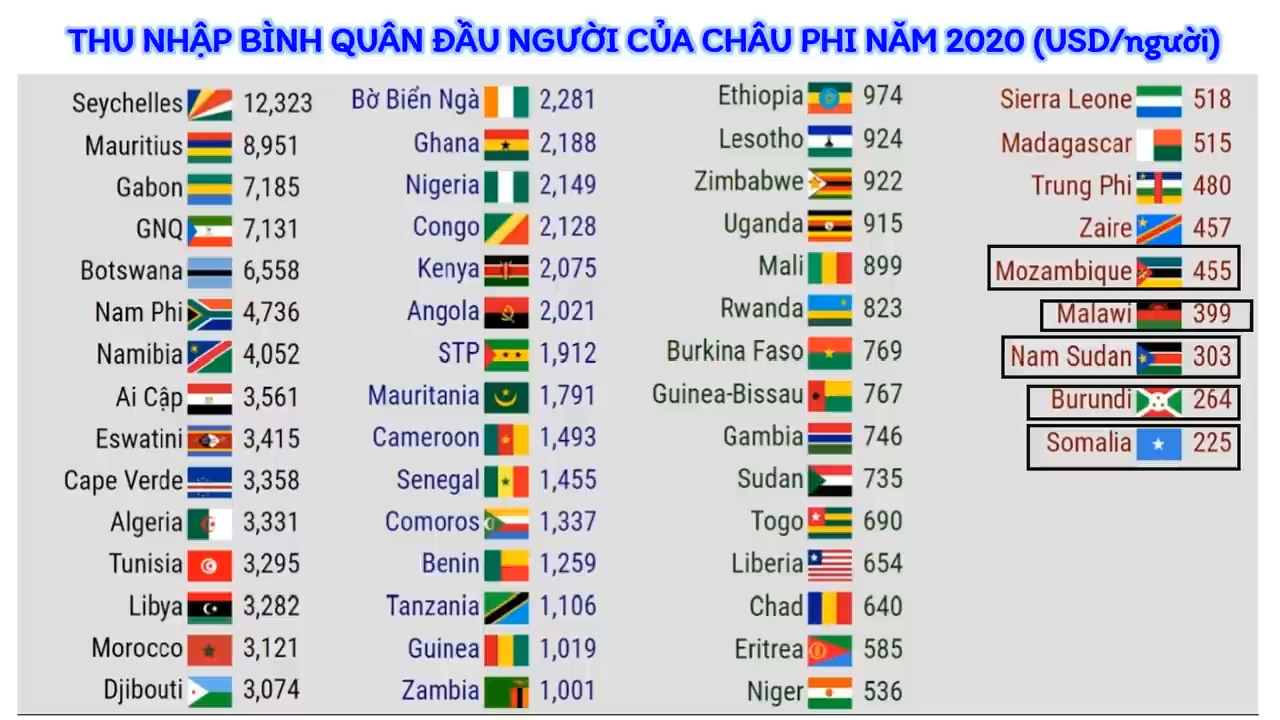 THU NHẬP BÌNH QUÂN ĐẦU NGƯỜI CỦA CHÂU PHI NĂM 2020 (USD/người)
Seychelles 12,323
Mauritius 8,951
Gabon 7,185
GNQ 7,131
Botswana 6,558
Nam Phi 4,736
Namibia 4,052
Ai Cập 3,561
Eswatini 3,415
Cape Verde 3,358
Algeria 3,331
Tunisia 3,295
Libya 3,282
Morocco 3,121
Djibouti 3,074
Bờ Biển Ngà 2,281
Ghana 2,188
Nigeria 2,149
Congo 2,128
Kenya 2,075
Angola 2,021
STP 1,912
Mauritania 1,791
Cameroon 1,493
Senegal 1,455
Comoros 1,337
Benin 1,259
Tanzania 1,106
Guinea 1,019
Zambia 1,001
Ethiopia 974
Lesotho 924
Zimbabwe 922
Uganda 915
Mali 899
Rwanda 823
Burkina Faso 769
Guinea-Bissau 767
Gambia 746
Sudan 735
Togo 690
Liberia 654
Chad 640
Eritrea 585
Niger 536
Sierra Leone 518
Madagascar 515
Trung Phi 480
Zaire 457
Mozambique 455
Malawi 399
Nam Sudan 303
Burundi 264
Somalia 225